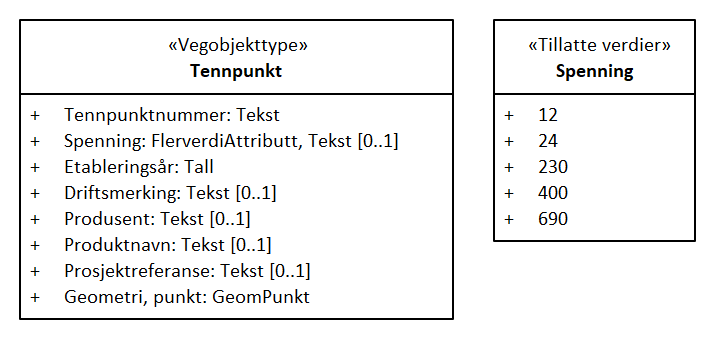 «Vegobjekttype»
Tennpunkt
+ Tennpunktnummer: Tekst
+ Spenning: FlerverdiAttributt, Tekst [0..1]
+ Etableringsår: Tall
+ Driftsmerking: Tekst [0..1]
+ Produsent: Tekst [0..1]
+ Produktnavn: Tekst [0..1]
+ Prosjektreferanse: Tekst [0..1]
+ Geometri, punkt: GeomPunkt
«Tillatte verdier»
Spenning
+ 12
+ 24
+ 230
+ 400
+ 690